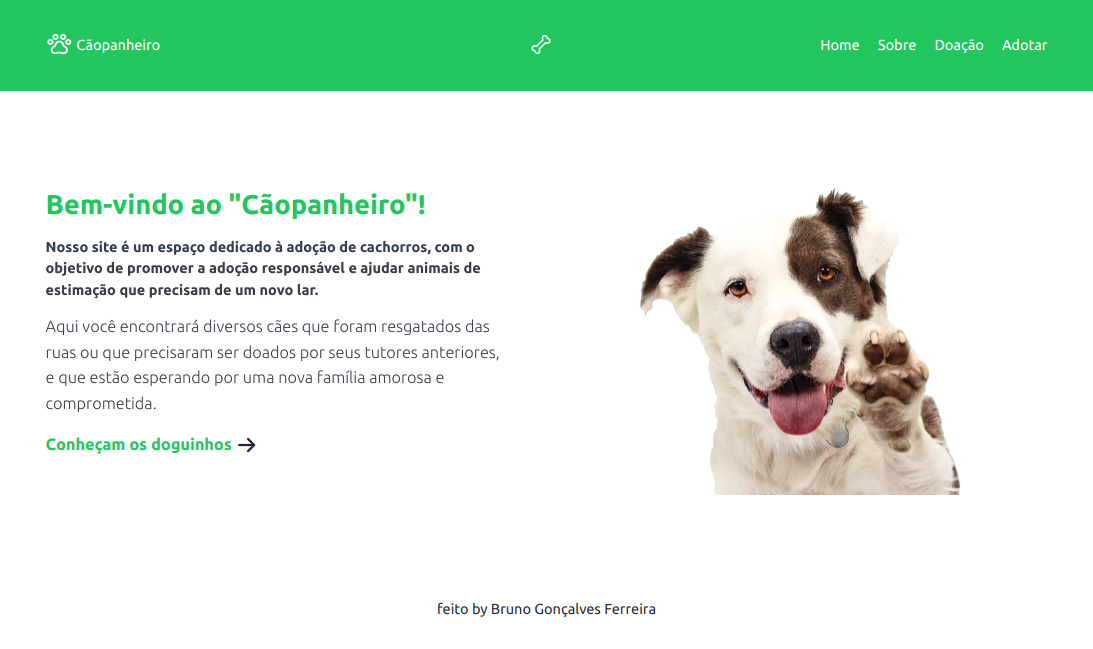 Cãopanheiro
Home Sobre Doação Adotar
Bem-vindo ao "Cãopanheiro"!
Nosso site é um espaço dedicado à adoção de cachorros, com o
objetivo de promover a adoção responsável e ajudar animais de
estimação que precisam de um novo lar.
Aqui você encontrará diversos cães que foram resgatados das
ruas ou que precisaram ser doados por seus tutores anteriores,
e que estão esperando por uma nova família amorosa e
comprometida.
Conheçam os doguinhos
feito by Bruno Gonçalves Ferreira